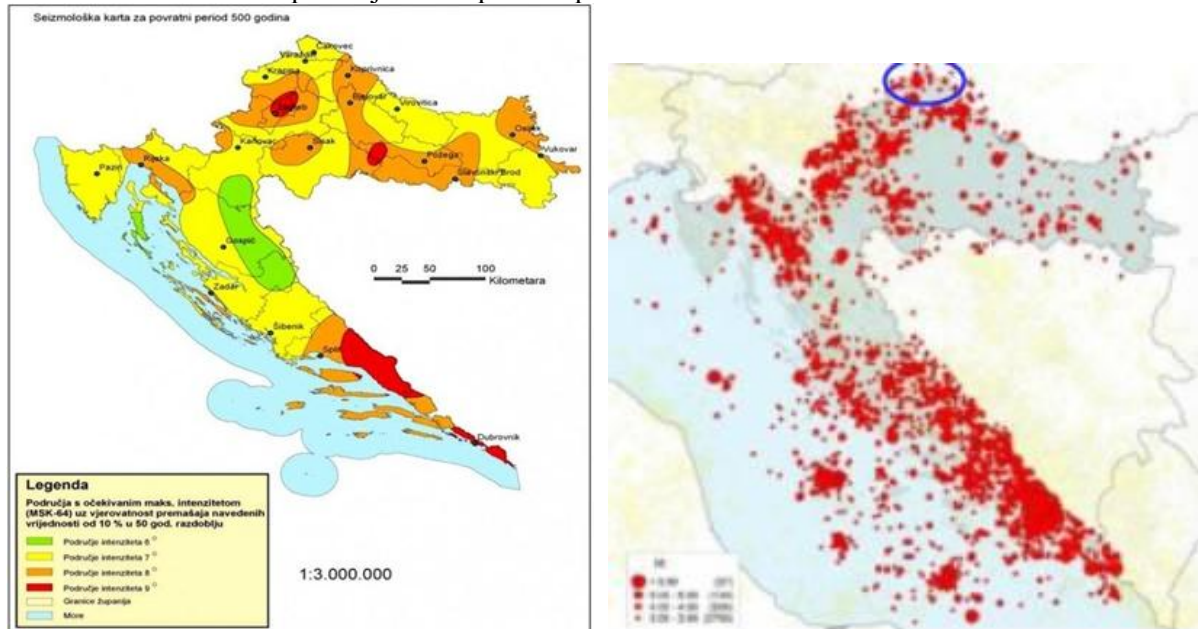 Seizmološka karta za povratni period 500 godina
Čakovec
Varaždin
Krapina
Koprivnica
Zagreb
Bjelovar
Virovitica
Karlovac
Sisak
Osijek
Vukovar
Požega
Slavonski Brod
Rijeka
Pazin
Gospić
0 25 50 100
Kilometara
Zadar
Šibenik
Split
Dubrovnik
Legenda
Područja s očekivanim maks. intenzitetom
(MSK-64) uz vjerovatnost premašaja navedenih
vrijednosti od 10 % u 50 god. razdoblju
Područje intenziteta 6 °
Područje intenziteta 7 °
Područje intenziteta 8 °
Područje intenziteta 9 °
Granice županija
More
1:3.000.000